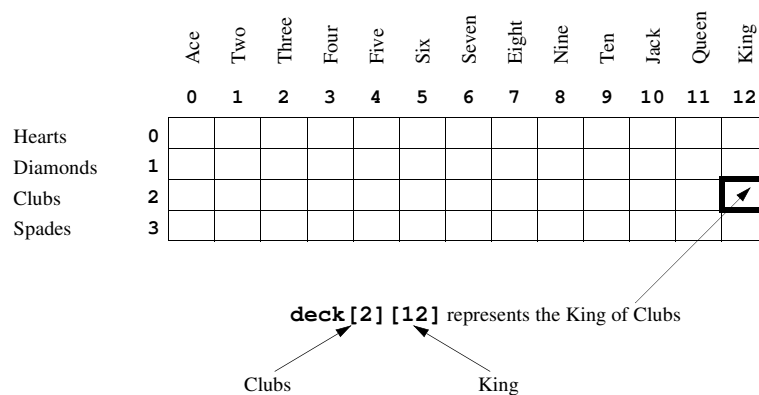 Ace Two Three Four Five Six Seven Eight Nine Ten Jack Queen King
0 1 2 3 4 5 6 7 8 9 10 11 12
Hearts 0
Diamonds 1
Clubs 2
Spades 3
deck[2][12] represents the King of Clubs
Clubs King